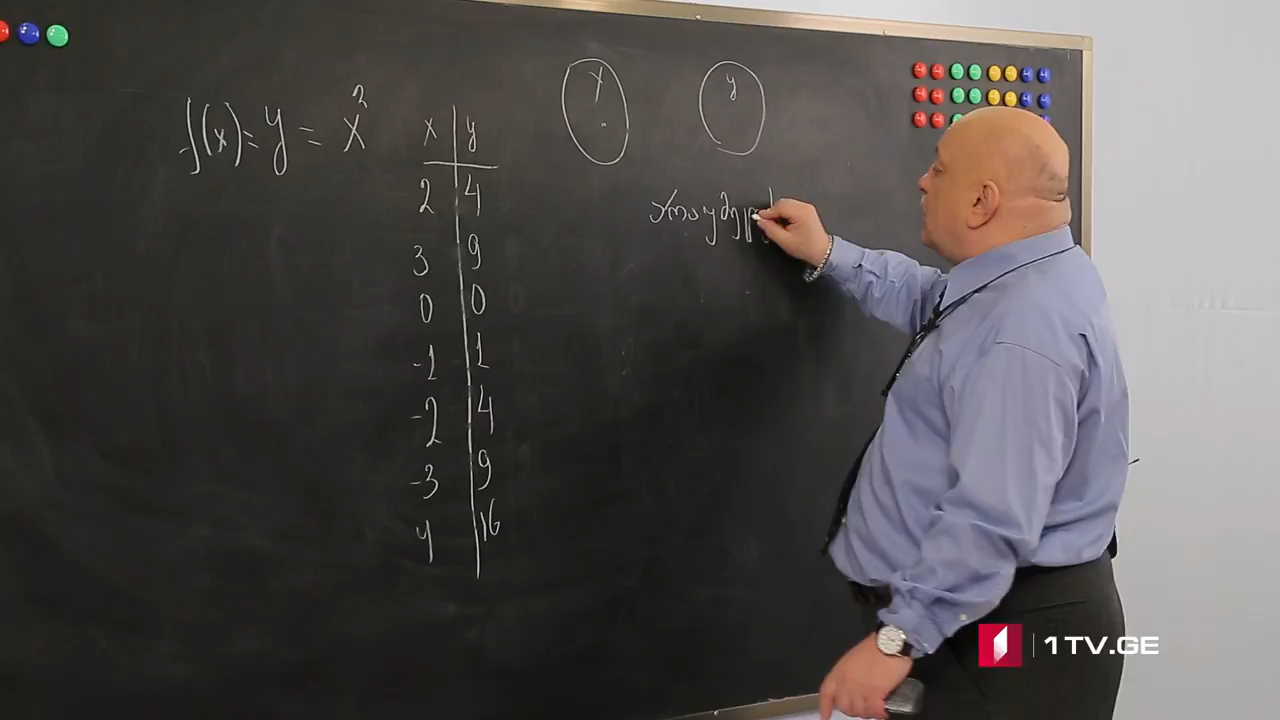 f(x) = y = x²
x y
2 4
3 9
0 0
-1 1
-2 4
-3 9
4 16
x y
1TV.GE